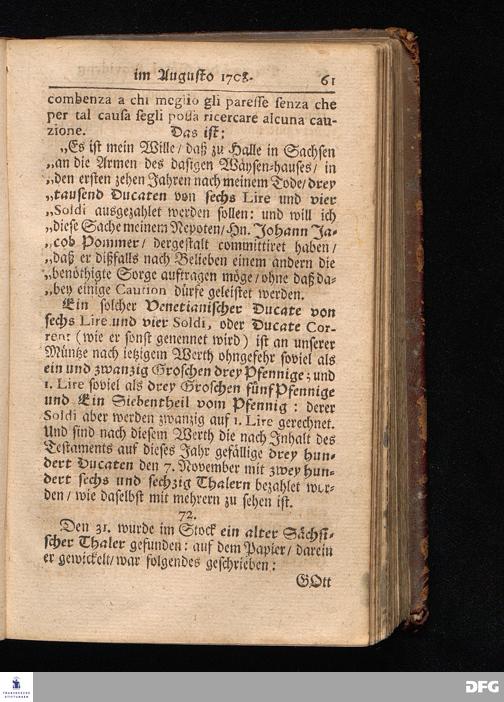 im Augusto 1708. 61
combenza a chi meglio gli paresse senza che
per tal causa segli possa ricercare alcuna cau-
zione. Das ist:
„Es ist mein Wille/ daß zu Halle in Sachsen
„an die Armen des dasigen Wäysen-hauses/ in
„den ersten zehen Jahren nach meinem Tode/ drey
„tausend Ducaten von sechs Lire und vier
„Soldi ausgezahlet werden sollen: und will ich
„diese Sache meinem Nepoten/ Hn. Johann Ja-
„cob Pommer/ dergestalt committiret haben/
„daß er dißfalls nach Belieben einem andern die
„benöthigte Sorge auftragen möge/ ohne daß da-
„bey einige Caution dürfe geleistet werden.
Ein solcher Venetianischer Ducate von
sechs Lire und vier Soldi, oder Ducate Cor-
rent (wie er sonst genennet wird) ist an unserer
Müntze nach ietzigem Werth ohngefehr soviel als
ein und zwanzig Groschen drey Pfennige; und
1. Lire soviel als drey Groschen fünf Pfennige
und Ein Siebentheil vom Pfennig: derer
Soldi aber werden zwanzig auf 1. Lire gerechnet.
Und sind nach diesem Werth die nach Inhalt des
Testaments auf dieses Jahr gefällige drey hun-
dert Ducaten den 7. November mit zwey hun-
dert sechs und sechzig Thalern bezahlet wor-
den/ wie daselbst mit mehrern zu sehen ist.
72.
Den 31. wurde im Stock ein alter Sächsi-
scher Thaler gefunden: auf dem Papier/ darein
er gewickelt/ war folgendes geschrieben:
GOtt
FRANCKESCHE
STIFTUNGEN
DFG